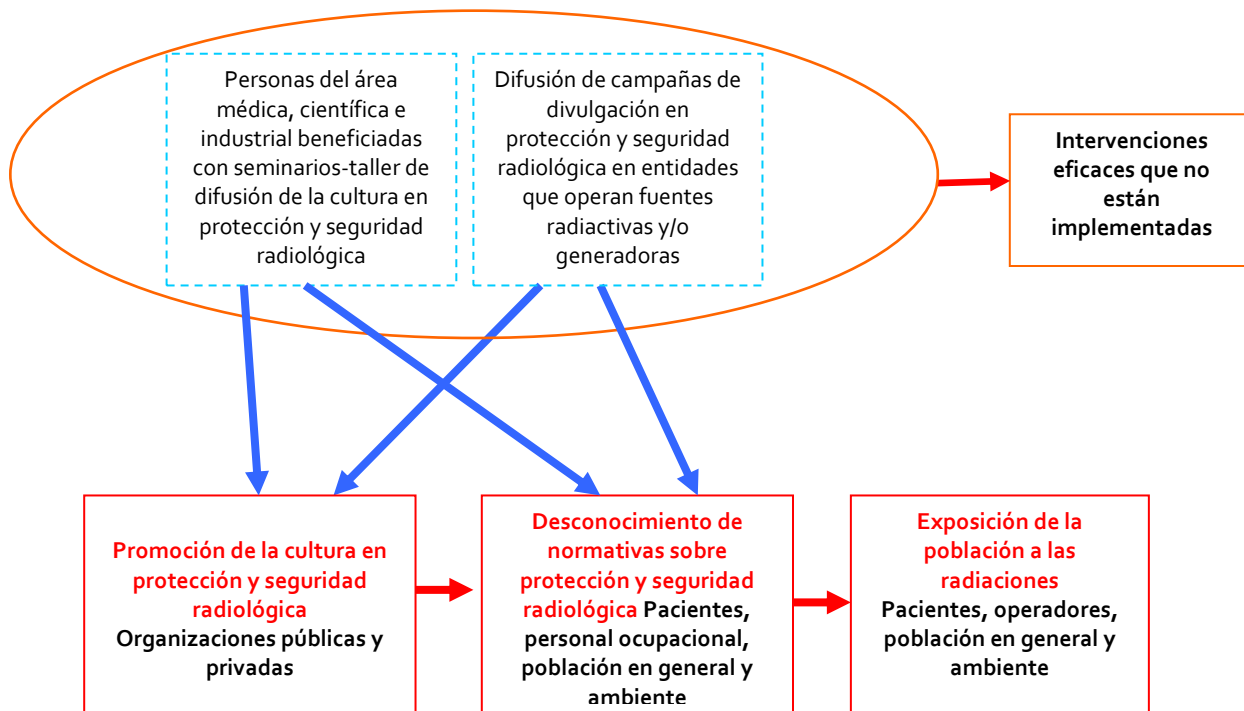 Personas del área
médica, científica e
industrial beneficiadas
con seminarios-taller de
difusión de la cultura en
protección y seguridad
radiológica
Difusión de campañas de
divulgación en
protección y seguridad
radiológica en entidades
que operan fuentes
radiactivas y/o
generadoras
Intervenciones
eficaces que no
están
implementadas
Promoción de la cultura en
protección y seguridad
radiológica
Organizaciones públicas y
privadas
Desconocimiento de
normativas sobre
protección y seguridad
radiológica Pacientes,
personal ocupacional,
población en general y
ambiente
Exposición de la
población a las
radiaciones
Pacientes, operadores,
población en general y
ambiente